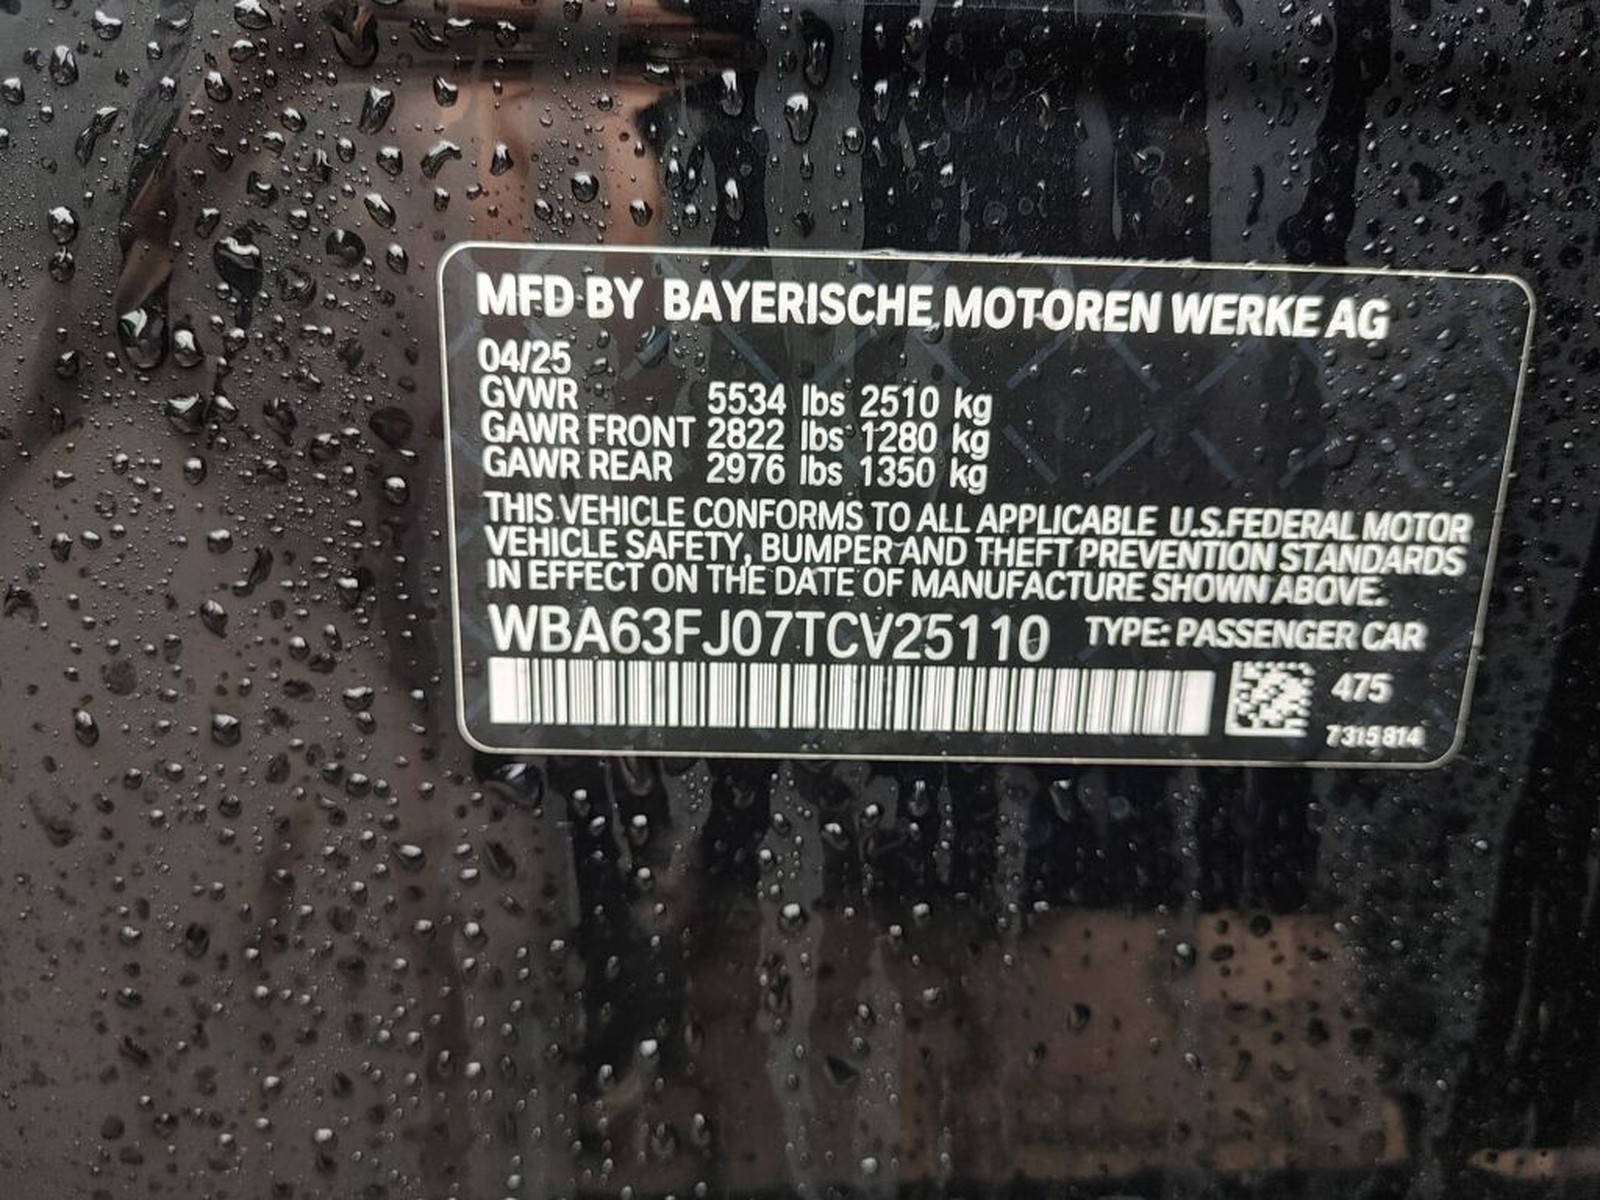 MFD BY BAYERISCHE MOTOREN WERKE AG
04/25
GVWR 5534 lbs 2510 kg
GAWR FRONT 2822 lbs 1280 kg
GAWR REAR 2976 lbs 1350 kg
THIS VEHICLE CONFORMS TO ALL APPLICABLE U.S.FEDERAL MOTOR
VEHICLE SAFETY, BUMPER AND THEFT PREVENTION STANDARDS
IN EFFECT ON THE DATE OF MANUFACTURE SHOWN ABOVE.
WBA63FJ07TCV25110 TYPE: PASSENGER CAR
475
7315814